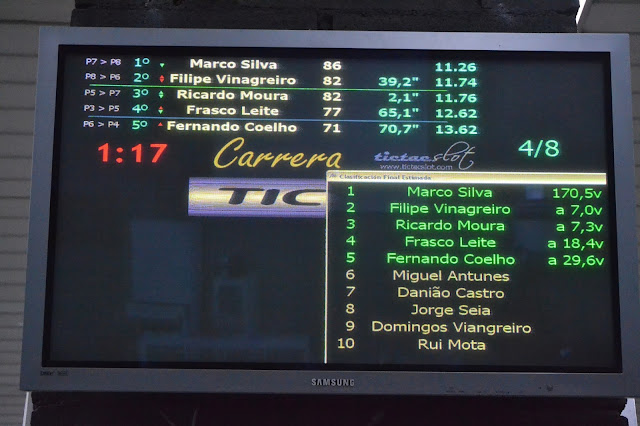 P7 > P8 1º Marco Silva 86 11.26
P8 > P6 2º Filipe Vinagreiro 82 39,2" 11.74
P5 > P7 3º Ricardo Moura 82 2,1" 11.76
P3 > P5 4º Frasco Leite 77 65,1" 12.62
P6 > P4 5º Fernando Coelho 71 70,7" 13.62
1:17 Carrera tictacslot 4/8
www.tictacslot.com
Clasificación Final Estimada
TIC
1 Marco Silva 170,5v
2 Filipe Vinagreiro a 7,0v
3 Ricardo Moura a 7,3v
4 Frasco Leite a 18,4v
5 Fernando Coelho a 29,6v
6 Miguel Antunes
7 Danião Castro
8 Jorge Seia
9 Domingos Viangreiro
10 Rui Mota
SAMSUNG